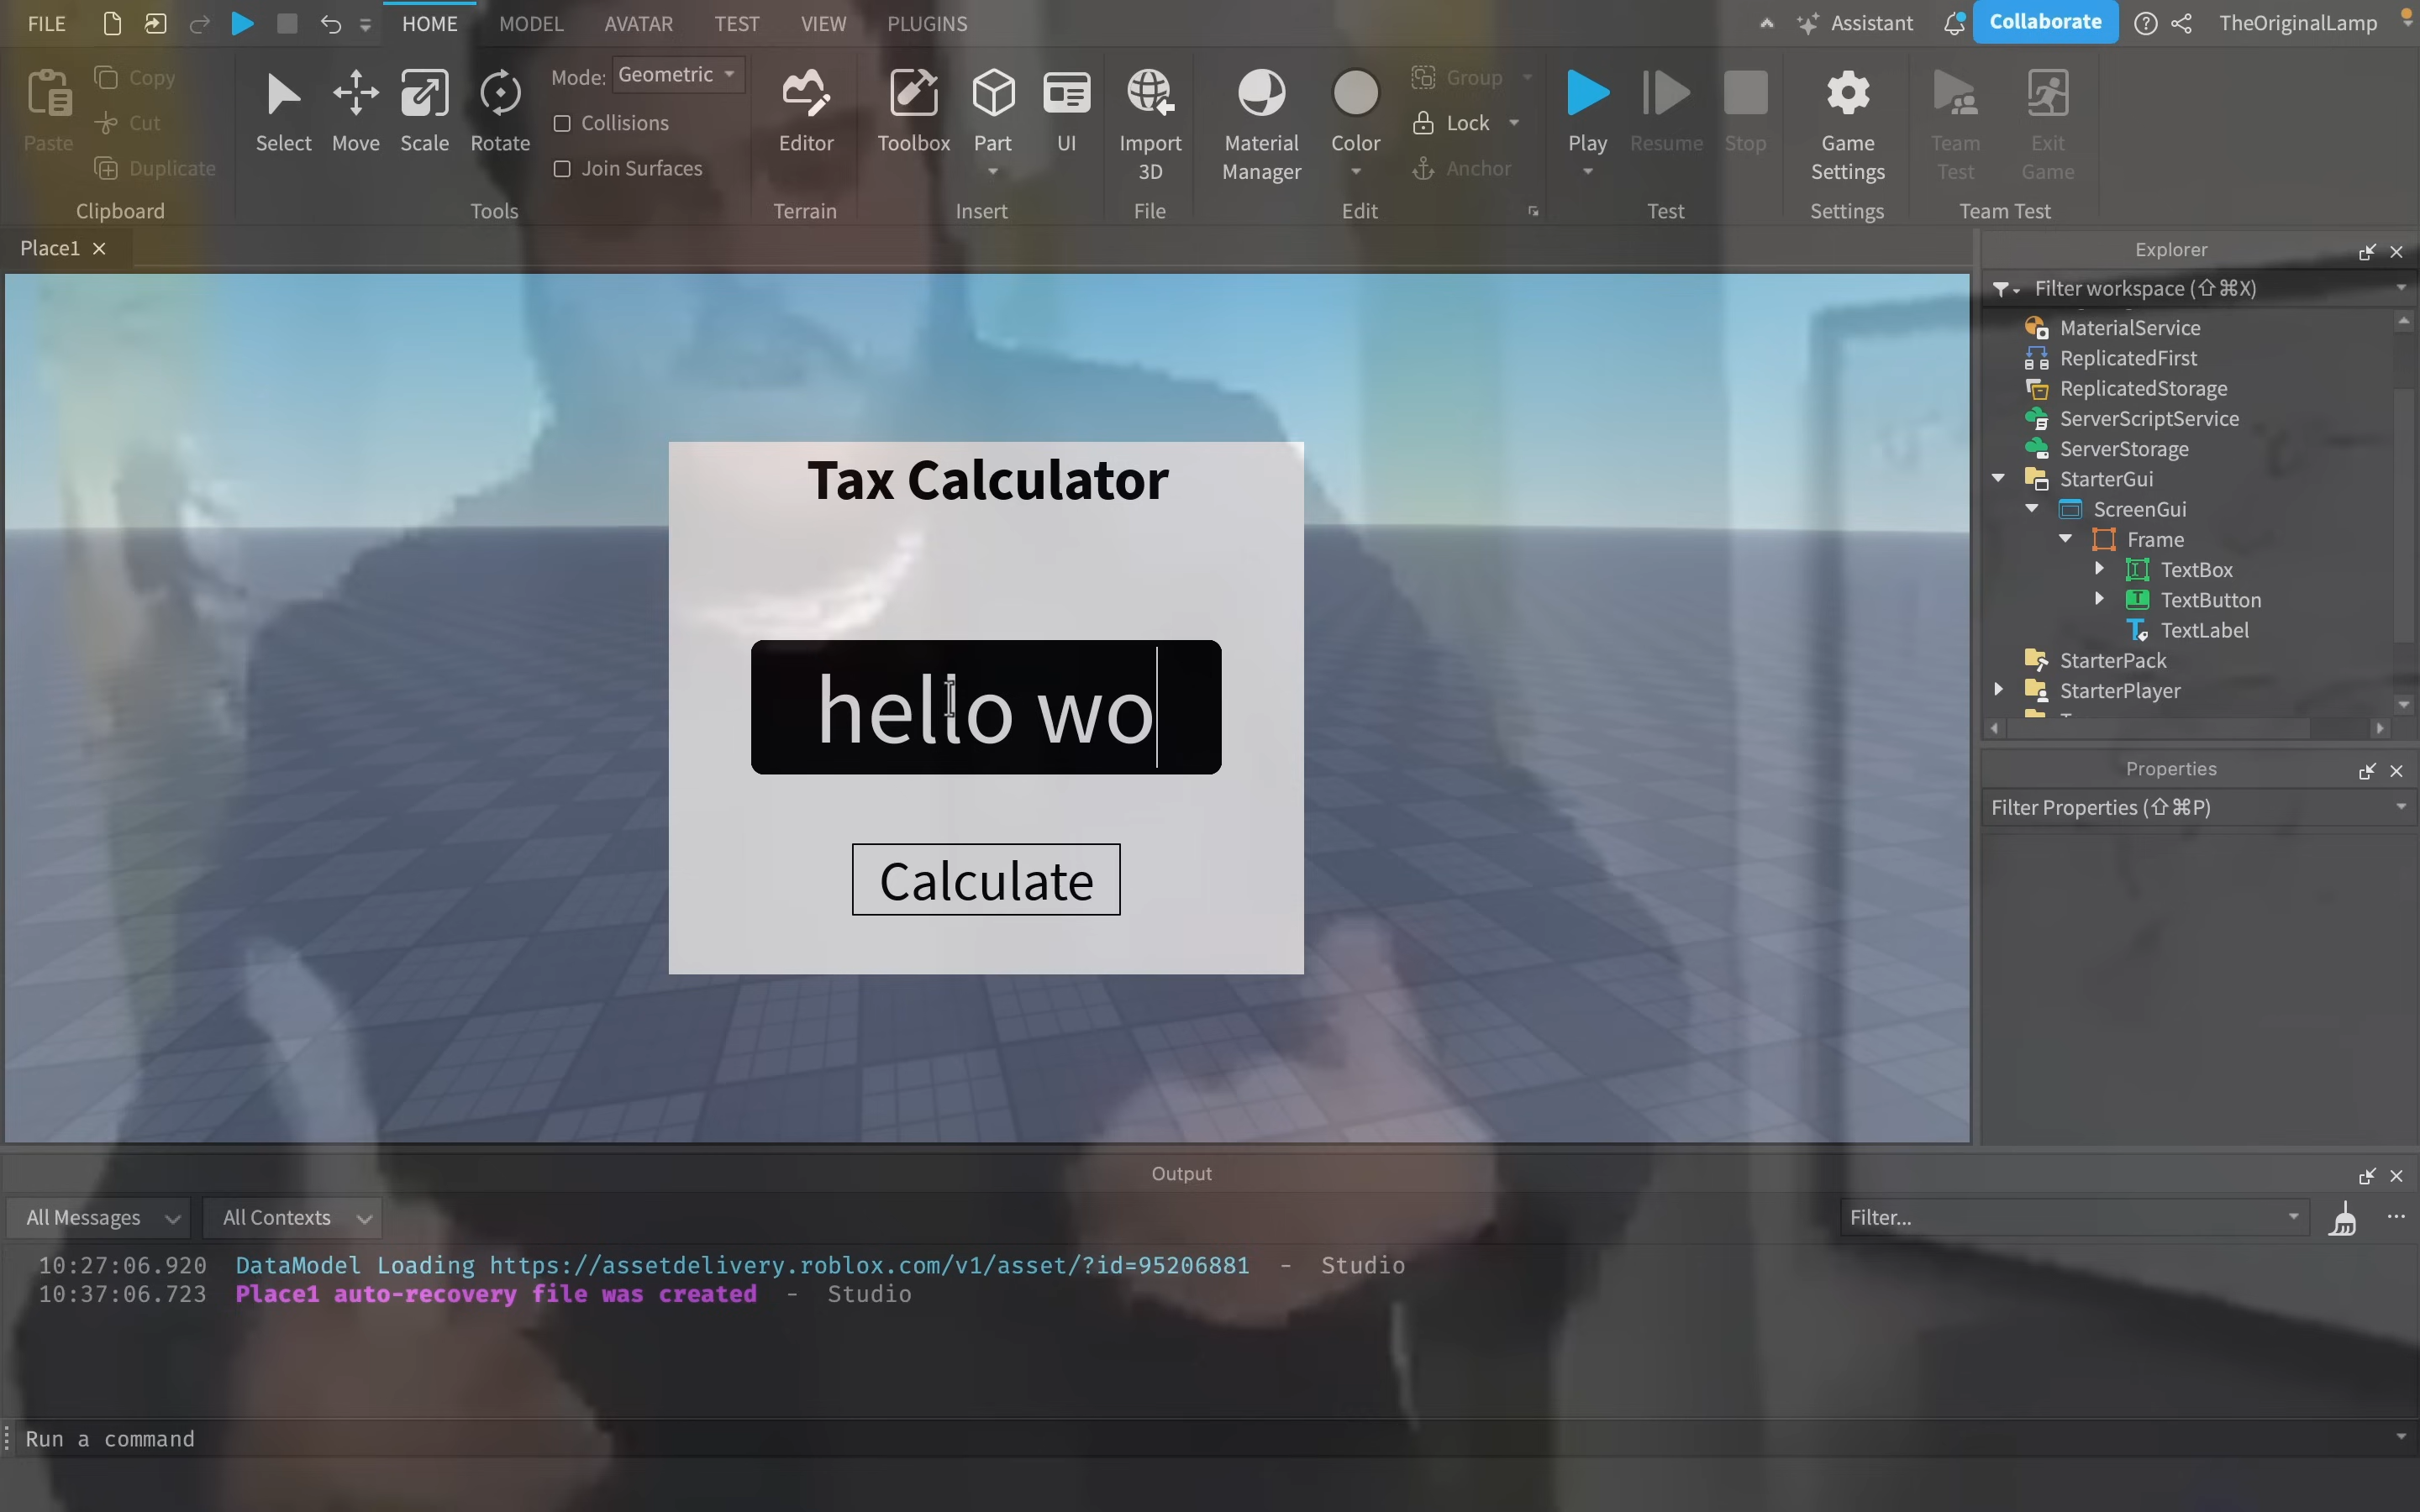 FILE HOME MODEL AVATAR TEST VIEW PLUGINS Assistant Collaborate TheOriginalLamp
Paste Copy Cut Duplicate
Clipboard
Select Move Scale Rotate
Mode: Geometric
Collisions
Join Surfaces
Tools
Editor
Terrain
Toolbox Part UI
Insert
Import 3D
File
Material Manager Color
Group
Lock
Anchor
Edit
Play Resume Stop
Test
Game Settings
Settings
Team Test Exit Game
Team Test
Place1
Explorer
Filter workspace (⇧⌘X)
MaterialService
ReplicatedFirst
ReplicatedStorage
ServerScriptService
ServerStorage
StarterGui
ScreenGui
Frame
TextBox
TextButton
TextLabel
StarterPack
StarterPlayer
Properties
Filter Properties (⇧⌘P)
Tax Calculator
hello wo
Calculate
Output
All Messages All Contexts Filter...
10:27:06.920 DataModel Loading https://assetdelivery.roblox.com/v1/asset/?id=95206881 - Studio
10:37:06.723 Place1 auto-recovery file was created - Studio
Run a command